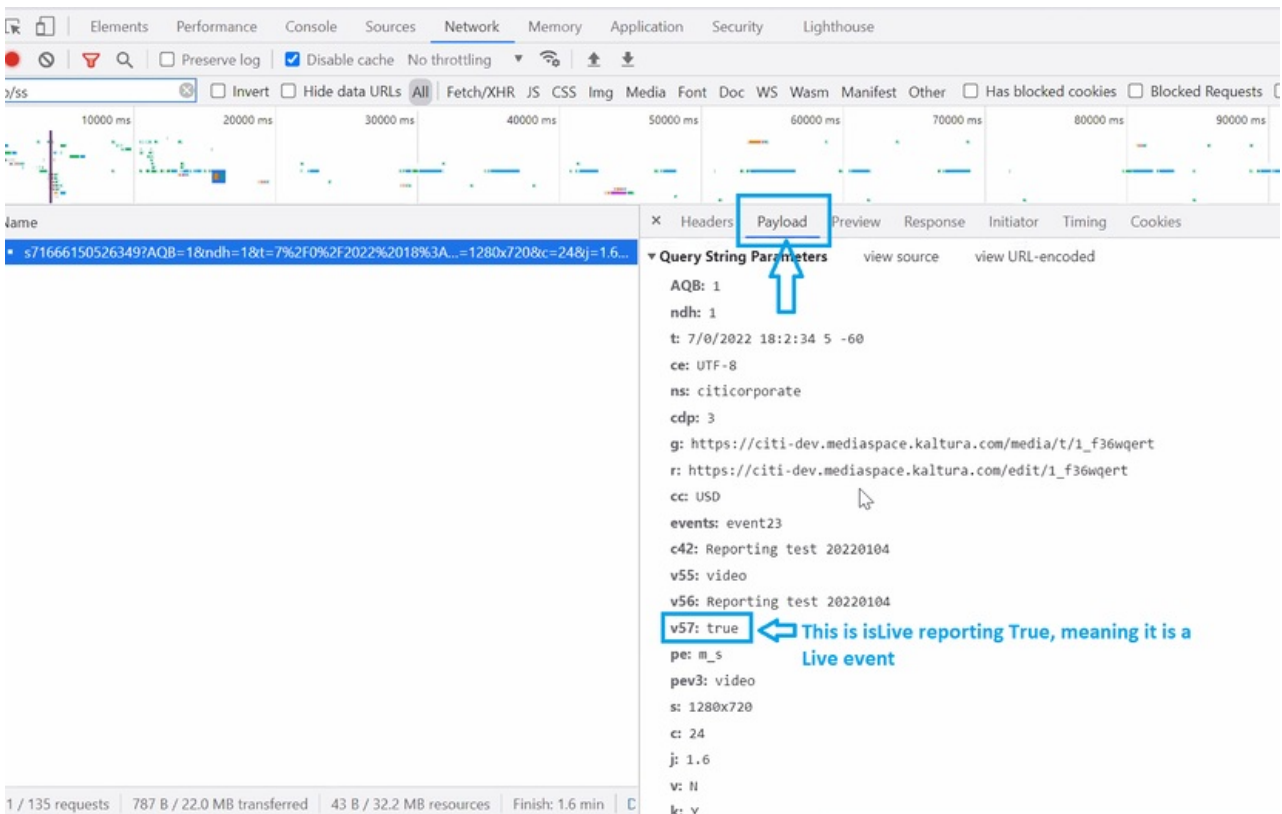 Elements Performance Console Sources Network Memory Application Security Lighthouse
Preserve log Disable cache No throttling
/ss Invert Hide data URLs All Fetch/XHR JS CSS Img Media Font Doc WS Wasm Manifest Other Has blocked cookies Blocked Requests
10000 ms 20000 ms 30000 ms 40000 ms 50000 ms 60000 ms 70000 ms 80000 ms 90000 ms
Name × Headers Payload Preview Response Initiator Timing Cookies
s71666150526349?AQB=1&ndh=1&t=7%2F0%2F2022%2018%3A...=1280x720&c=24&j=1.6...
Query String Parameters view source view URL-encoded
AQB: 1
ndh: 1
t: 7/0/2022 18:2:34 5 -60
ce: UTF-8
ns: citicorporate
cdp: 3
g: https://citi-dev.mediaspace.kaltura.com/media/t/1_f36wqert
r: https://citi-dev.mediaspace.kaltura.com/edit/1_f36wqert
cc: USD
events: event23
c42: Reporting test 20220104
v55: video
v56: Reporting test 20220104
v57: true This is isLive reporting True, meaning it is a
Live event
pe: m_s
pev3: video
s: 1280x720
c: 24
j: 1.6
v: N
k: Y
1 / 135 requests 787 B / 22.0 MB transferred 43 B / 32.2 MB resources Finish: 1.6 min